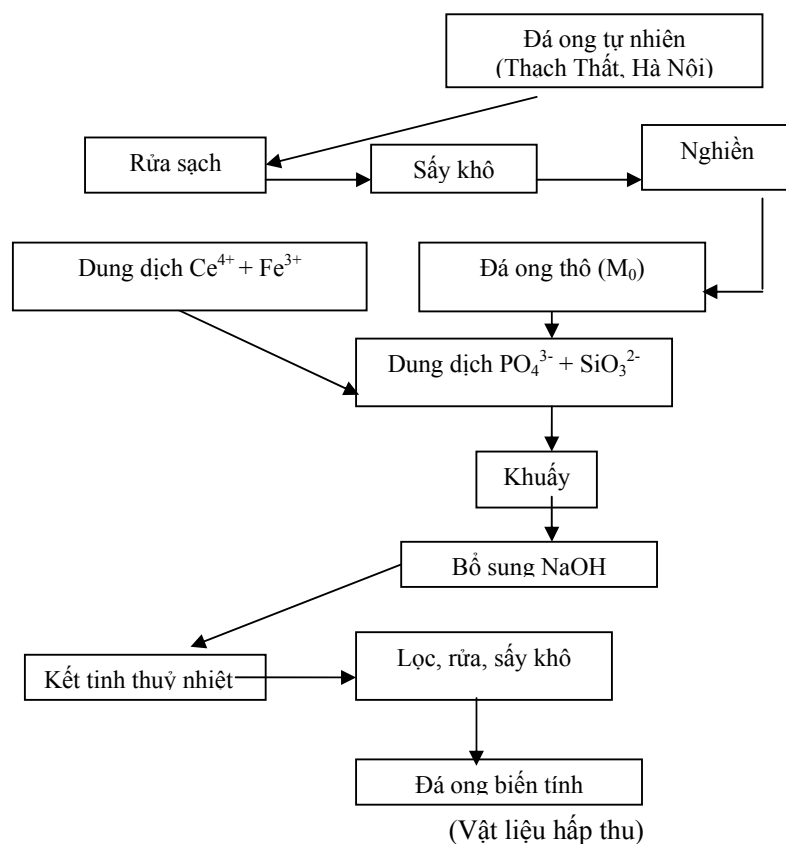 Đá ong tự nhiên
(Thạch Thất, Hà Nội)
Rửa sạch
Sấy khô
Nghiền
Dung dịch Ce⁴⁺ + Fe³⁺
Đá ong thô (M₀)
Dung dịch PO₄³⁻ + SiO₃²⁻
Khuấy
Bổ sung NaOH
Kết tinh thuỷ nhiệt
Lọc, rửa, sấy khô
Đá ong biến tính
(Vật liệu hấp thu)